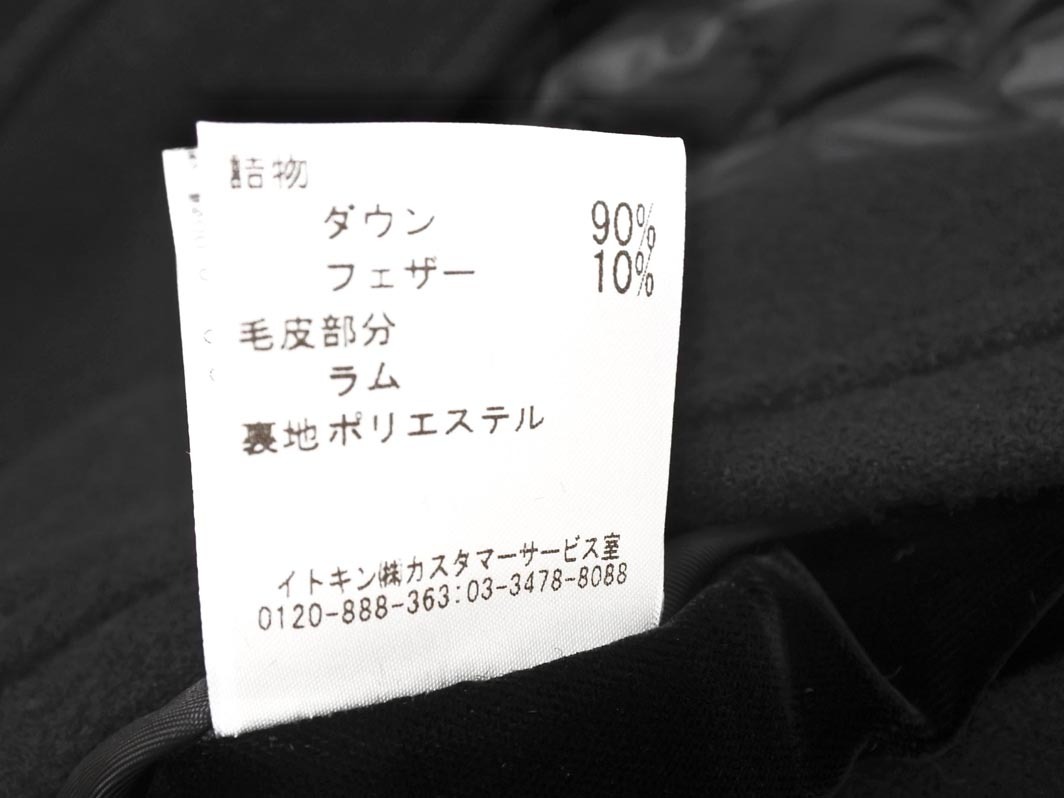 詰物
ダウン 90%
フェザー 10%
毛皮部分
ラム
裏地ポリエステル
イトキン㈱カスタマーサービス室
0120-888-363:03-3478-8088